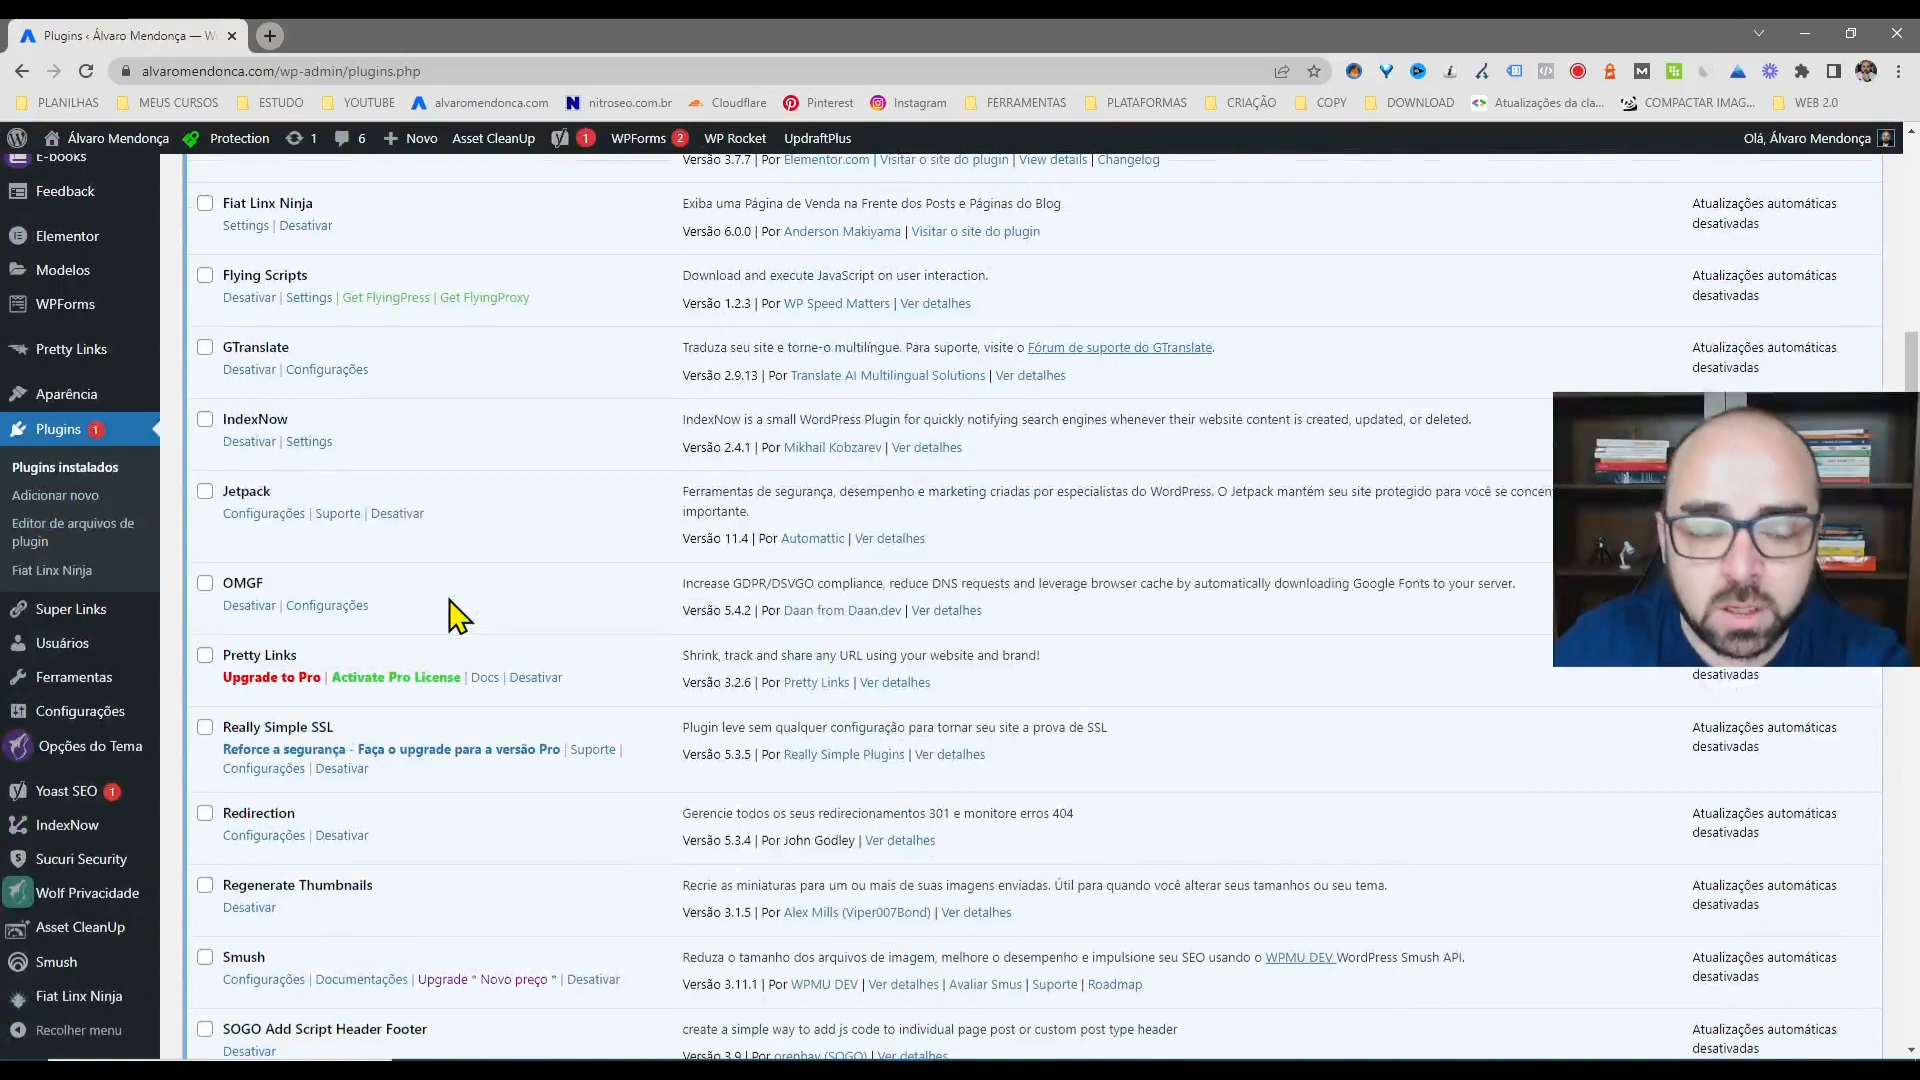 Plugins ‹ Álvaro Mendonça — W
alvaromendonca.com/wp-admin/plugins.php
PLANILHAS MEUS CURSOS ESTUDO YOUTUBE alvaromendonca.com nitroseo.com.br Cloudflare Pinterest Instagram FERRAMENTAS PLATAFORMAS CRIAÇÃO COPY DOWNLOAD Atualizações da cla... COMPACTAR IMAG... WEB 2.0
Álvaro Mendonça Protection 1 6 Novo Asset CleanUp 1 WPForms 2 WP Rocket UpdraftPlus Olá, Álvaro Mendonça
E-books
Feedback
Elementor
Modelos
WPForms
Pretty Links
Aparência
Plugins 1
Plugins instalados
Adicionar novo
Editor de arquivos de
plugin
Fiat Linx Ninja
Super Links
Usuários
Ferramentas
Configurações
Opções do Tema
Yoast SEO 1
IndexNow
Sucuri Security
Wolf Privacidade
Asset CleanUp
Smush
Fiat Linx Ninja
Recolher menu
Versão 3.7.7 | Por Elementor.com | Visitar o site do plugin | View details | Changelog
Fiat Linx Ninja
Settings | Desativar
Exiba uma Página de Venda na Frente dos Posts e Páginas do Blog
Versão 6.0.0 | Por Anderson Makiyama | Visitar o site do plugin
Atualizações automáticas
desativadas
Flying Scripts
Desativar | Settings | Get FlyingPress | Get FlyingProxy
Download and execute JavaScript on user interaction.
Versão 1.2.3 | Por WP Speed Matters | Ver detalhes
Atualizações automáticas
desativadas
GTranslate
Desativar | Configurações
Traduza seu site e torne-o multilíngue. Para suporte, visite o Fórum de suporte do GTranslate.
Versão 2.9.13 | Por Translate AI Multilingual Solutions | Ver detalhes
Atualizações automáticas
desativadas
IndexNow
Desativar | Settings
IndexNow is a small WordPress Plugin for quickly notifying search engines whenever their website content is created, updated, or deleted.
Versão 2.4.1 | Por Mikhail Kobzarev | Ver detalhes
Jetpack
Configurações | Suporte | Desativar
Ferramentas de segurança, desempenho e marketing criadas por especialistas do WordPress. O Jetpack mantém seu site protegido para você se concent
importante.
Versão 11.4 | Por Automattic | Ver detalhes
OMGF
Desativar | Configurações
Increase GDPR/DSVGO compliance, reduce DNS requests and leverage browser cache by automatically downloading Google Fonts to your server.
Versão 5.4.2 | Por Daan from Daan.dev | Ver detalhes
Pretty Links
Upgrade to Pro | Activate Pro License | Docs | Desativar
Shrink, track and share any URL using your website and brand!
Versão 3.2.6 | Por Pretty Links | Ver detalhes
desativadas
Really Simple SSL
Reforce a segurança - Faça o upgrade para a versão Pro | Suporte |
Configurações | Desativar
Plugin leve sem qualquer configuração para tornar seu site a prova de SSL
Versão 5.3.5 | Por Really Simple Plugins | Ver detalhes
Atualizações automáticas
desativadas
Redirection
Configurações | Desativar
Gerencie todos os seus redirecionamentos 301 e monitore erros 404
Versão 5.3.4 | Por John Godley | Ver detalhes
Atualizações automáticas
desativadas
Regenerate Thumbnails
Desativar
Recrie as miniaturas para um ou mais de suas imagens enviadas. Útil para quando você alterar seus tamanhos ou seu tema.
Versão 3.1.5 | Por Alex Mills (Viper007Bond) | Ver detalhes
Atualizações automáticas
desativadas
Smush
Configurações | Documentações | Upgrade * Novo preço * | Desativar
Reduza o tamanho dos arquivos de imagem, melhore o desempenho e impulsione seu SEO usando o WPMU DEV WordPress Smush API.
Versão 3.11.1 | Por WPMU DEV | Ver detalhes | Avaliar Smus | Suporte | Roadmap
Atualizações automáticas
desativadas
SOGO Add Script Header Footer
Desativar
create a simple way to add js code to individual page post or custom post type header
Versão 3.9 | Por orenhav (SOGO) | Ver detalhes
Atualizações automáticas
desativadas